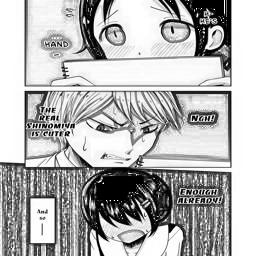 H-
HE'S
HAND
—
NGH!
THE
REAL
SHINOMIYA
IS CUTER!
ENOUGH
ALREADY!
And
so
—